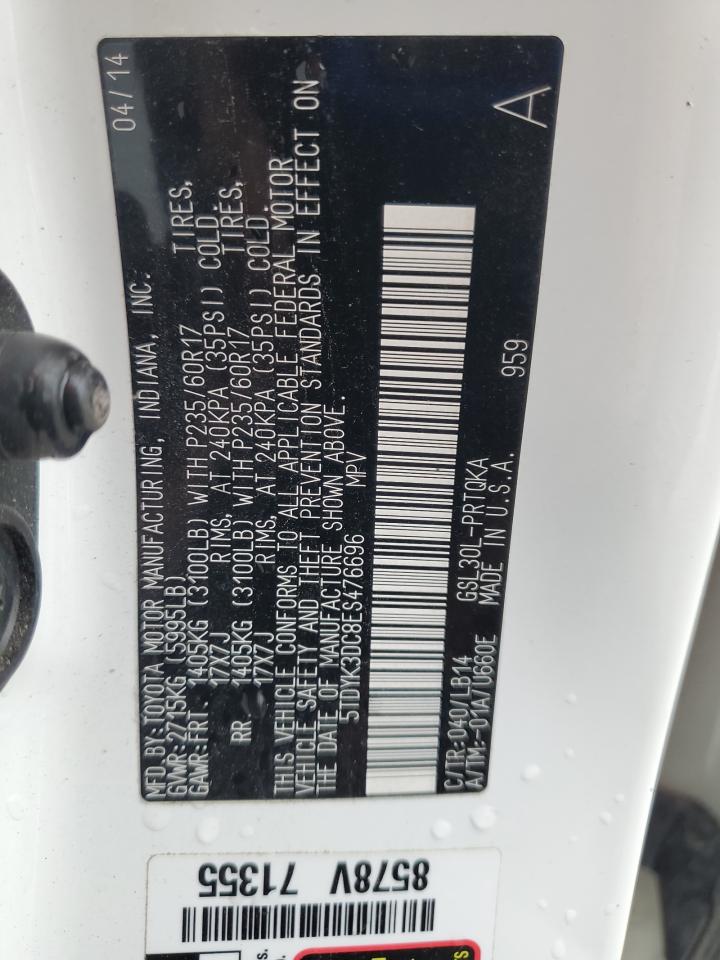 MFD. BY: TOYOTA MOTOR MANUFACTURING, INDIANA, INC. 04/14
GVWR: 2715KG (5995LB)
GAWR: FRT. 1405KG (3100LB) WITH P235/60R17 TIRES,
17X7J RIMS, AT 240KPA (35PSI) COLD.
RR. 1405KG (3100LB) WITH P235/60R17 TIRES,
17X7J RIMS, AT 240KPA (35PSI) COLD.
THIS VEHICLE CONFORMS TO ALL APPLICABLE FEDERAL MOTOR
VEHICLE SAFETY AND THEFT PREVENTION STANDARDS IN EFFECT ON
THE DATE OF MANUFACTURE SHOWN ABOVE.
5TDYK3DC8ES476696 MPV
C/TR: 040/LB14 GSL30L-PRTQKA 959 A
A/TM: -01A/U660E MADE IN U.S.A.
8578V 71355